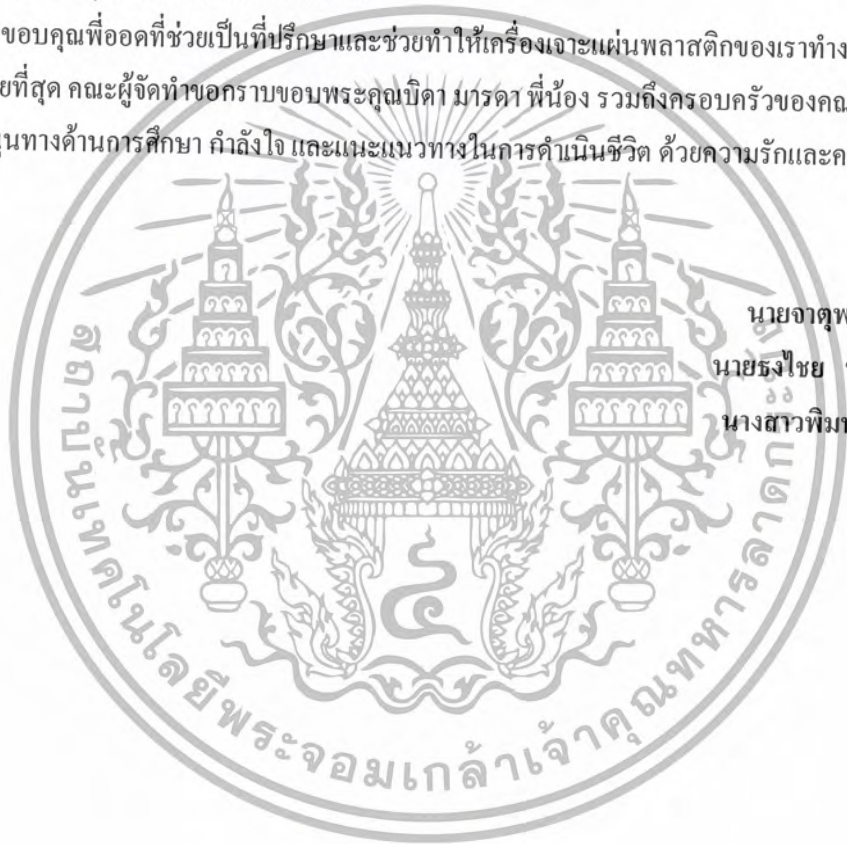 ขอบคุณพี่ออดที่ช่วยเป็นที่ปรึกษาและช่วยทำให้เครื่องเจาะแผ่นพลาสติกของเราทำง
ยที่สุด คณะผู้จัดทำขอกราบขอบพระคุณบิดา มารดา พี่น้อง รวมถึงครอบครัวของคณ
ุนทางด้านการศึกษา กำลังใจ และแนะแนวทางในการดำเนินชีวิต ด้วยความรักและค
นายจาตุพ
นายธงไชย
นางสาวพิมพ
สถาบันเทคโนโลยีพระจอมเกล้าเจ้าคุณทหารลาดกระบัง